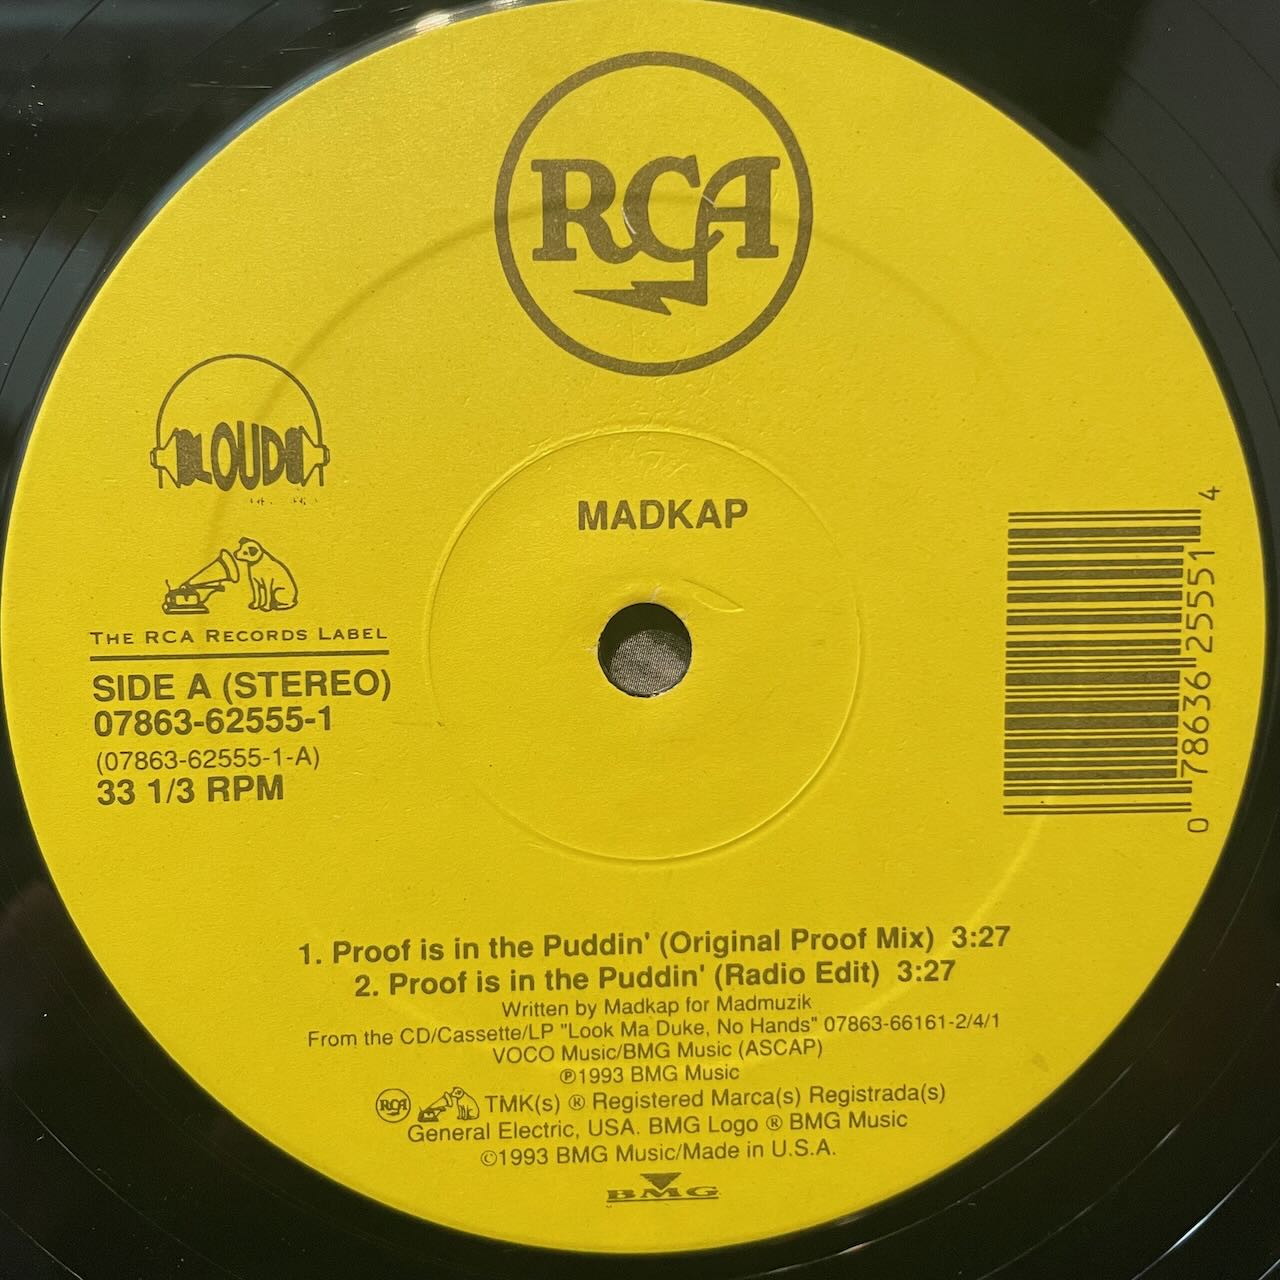 RCA
LOUD
MADKAP
THE RCA RECORDS LABEL
SIDE A (STEREO)
07863-62555-1
(07863-62555-1-A)
33 1/3 RPM
0 78636 25551 4
1. Proof is in the Puddin' (Original Proof Mix) 3:27
2. Proof is in the Puddin' (Radio Edit) 3:27
Written by Madkap for Madmuzik
From the CD/Cassette/LP "Look Ma Duke, No Hands" 07863-66161-2/4/1
VOCO Music/BMG Music (ASCAP)
℗1993 BMG Music
RCA TMK(s) ® Registered Marca(s) Registrada(s)
General Electric, USA. BMG Logo ® BMG Music
©1993 BMG Music/Made in U.S.A.
BMG